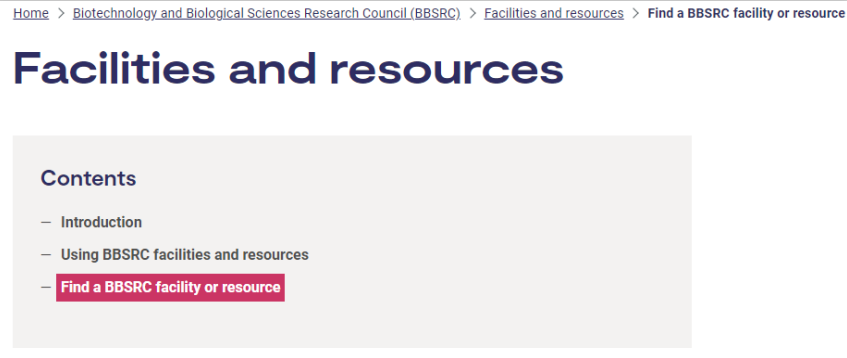 Home > Biotechnology and Biological Sciences Research Council (BBSRC) > Facilities and resources > Find a BBSRC facility or resource
Facilities and resources
Contents
— Introduction
— Using BBSRC facilities and resources
— Find a BBSRC facility or resource